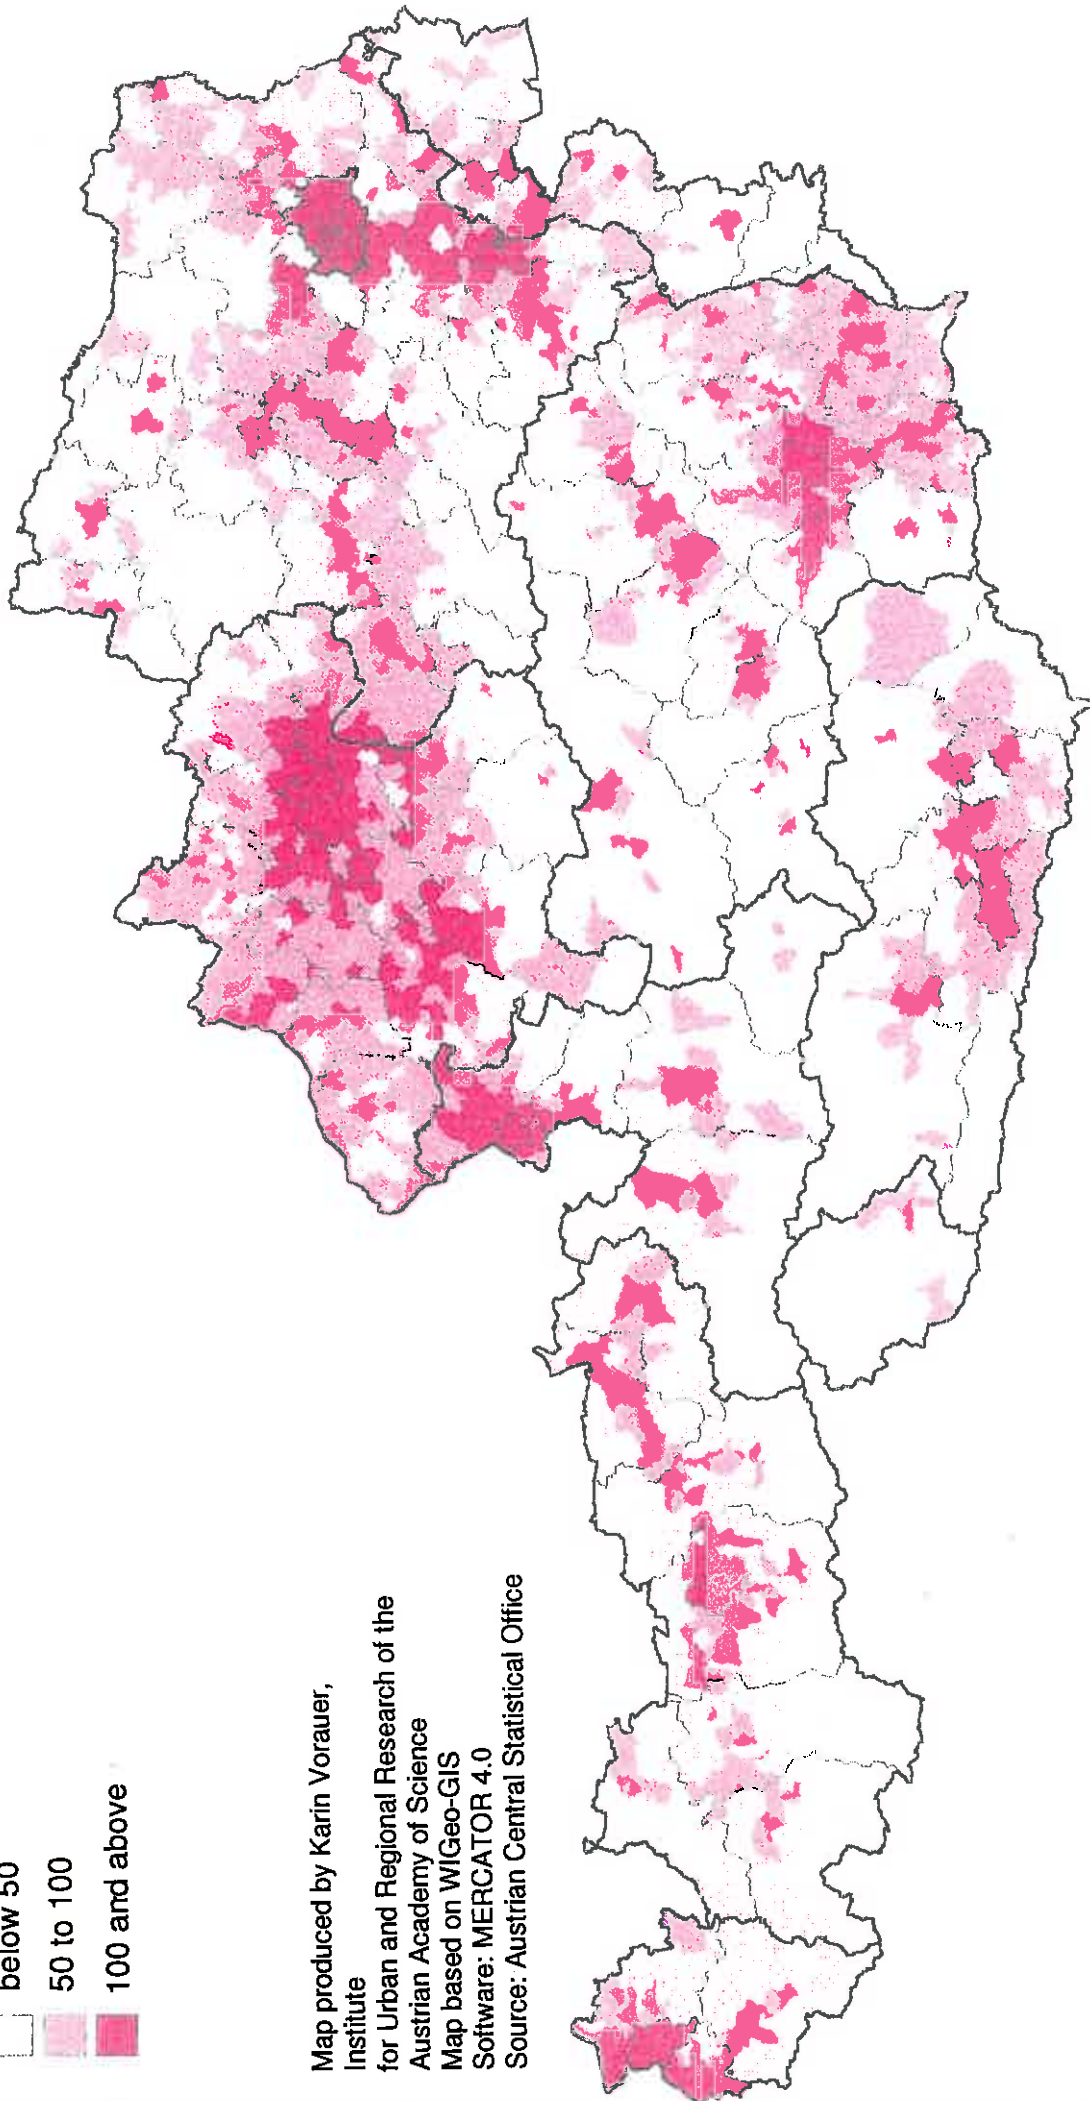 below 50
50 to 100
100 and above
Map produced by Karin Vorauer,
Institute
for Urban and Regional Research of the
Austrian Academy of Science
Map based on WIGeo-GIS
Software: MERCATOR 4.0
Source: Austrian Central Statistical Office